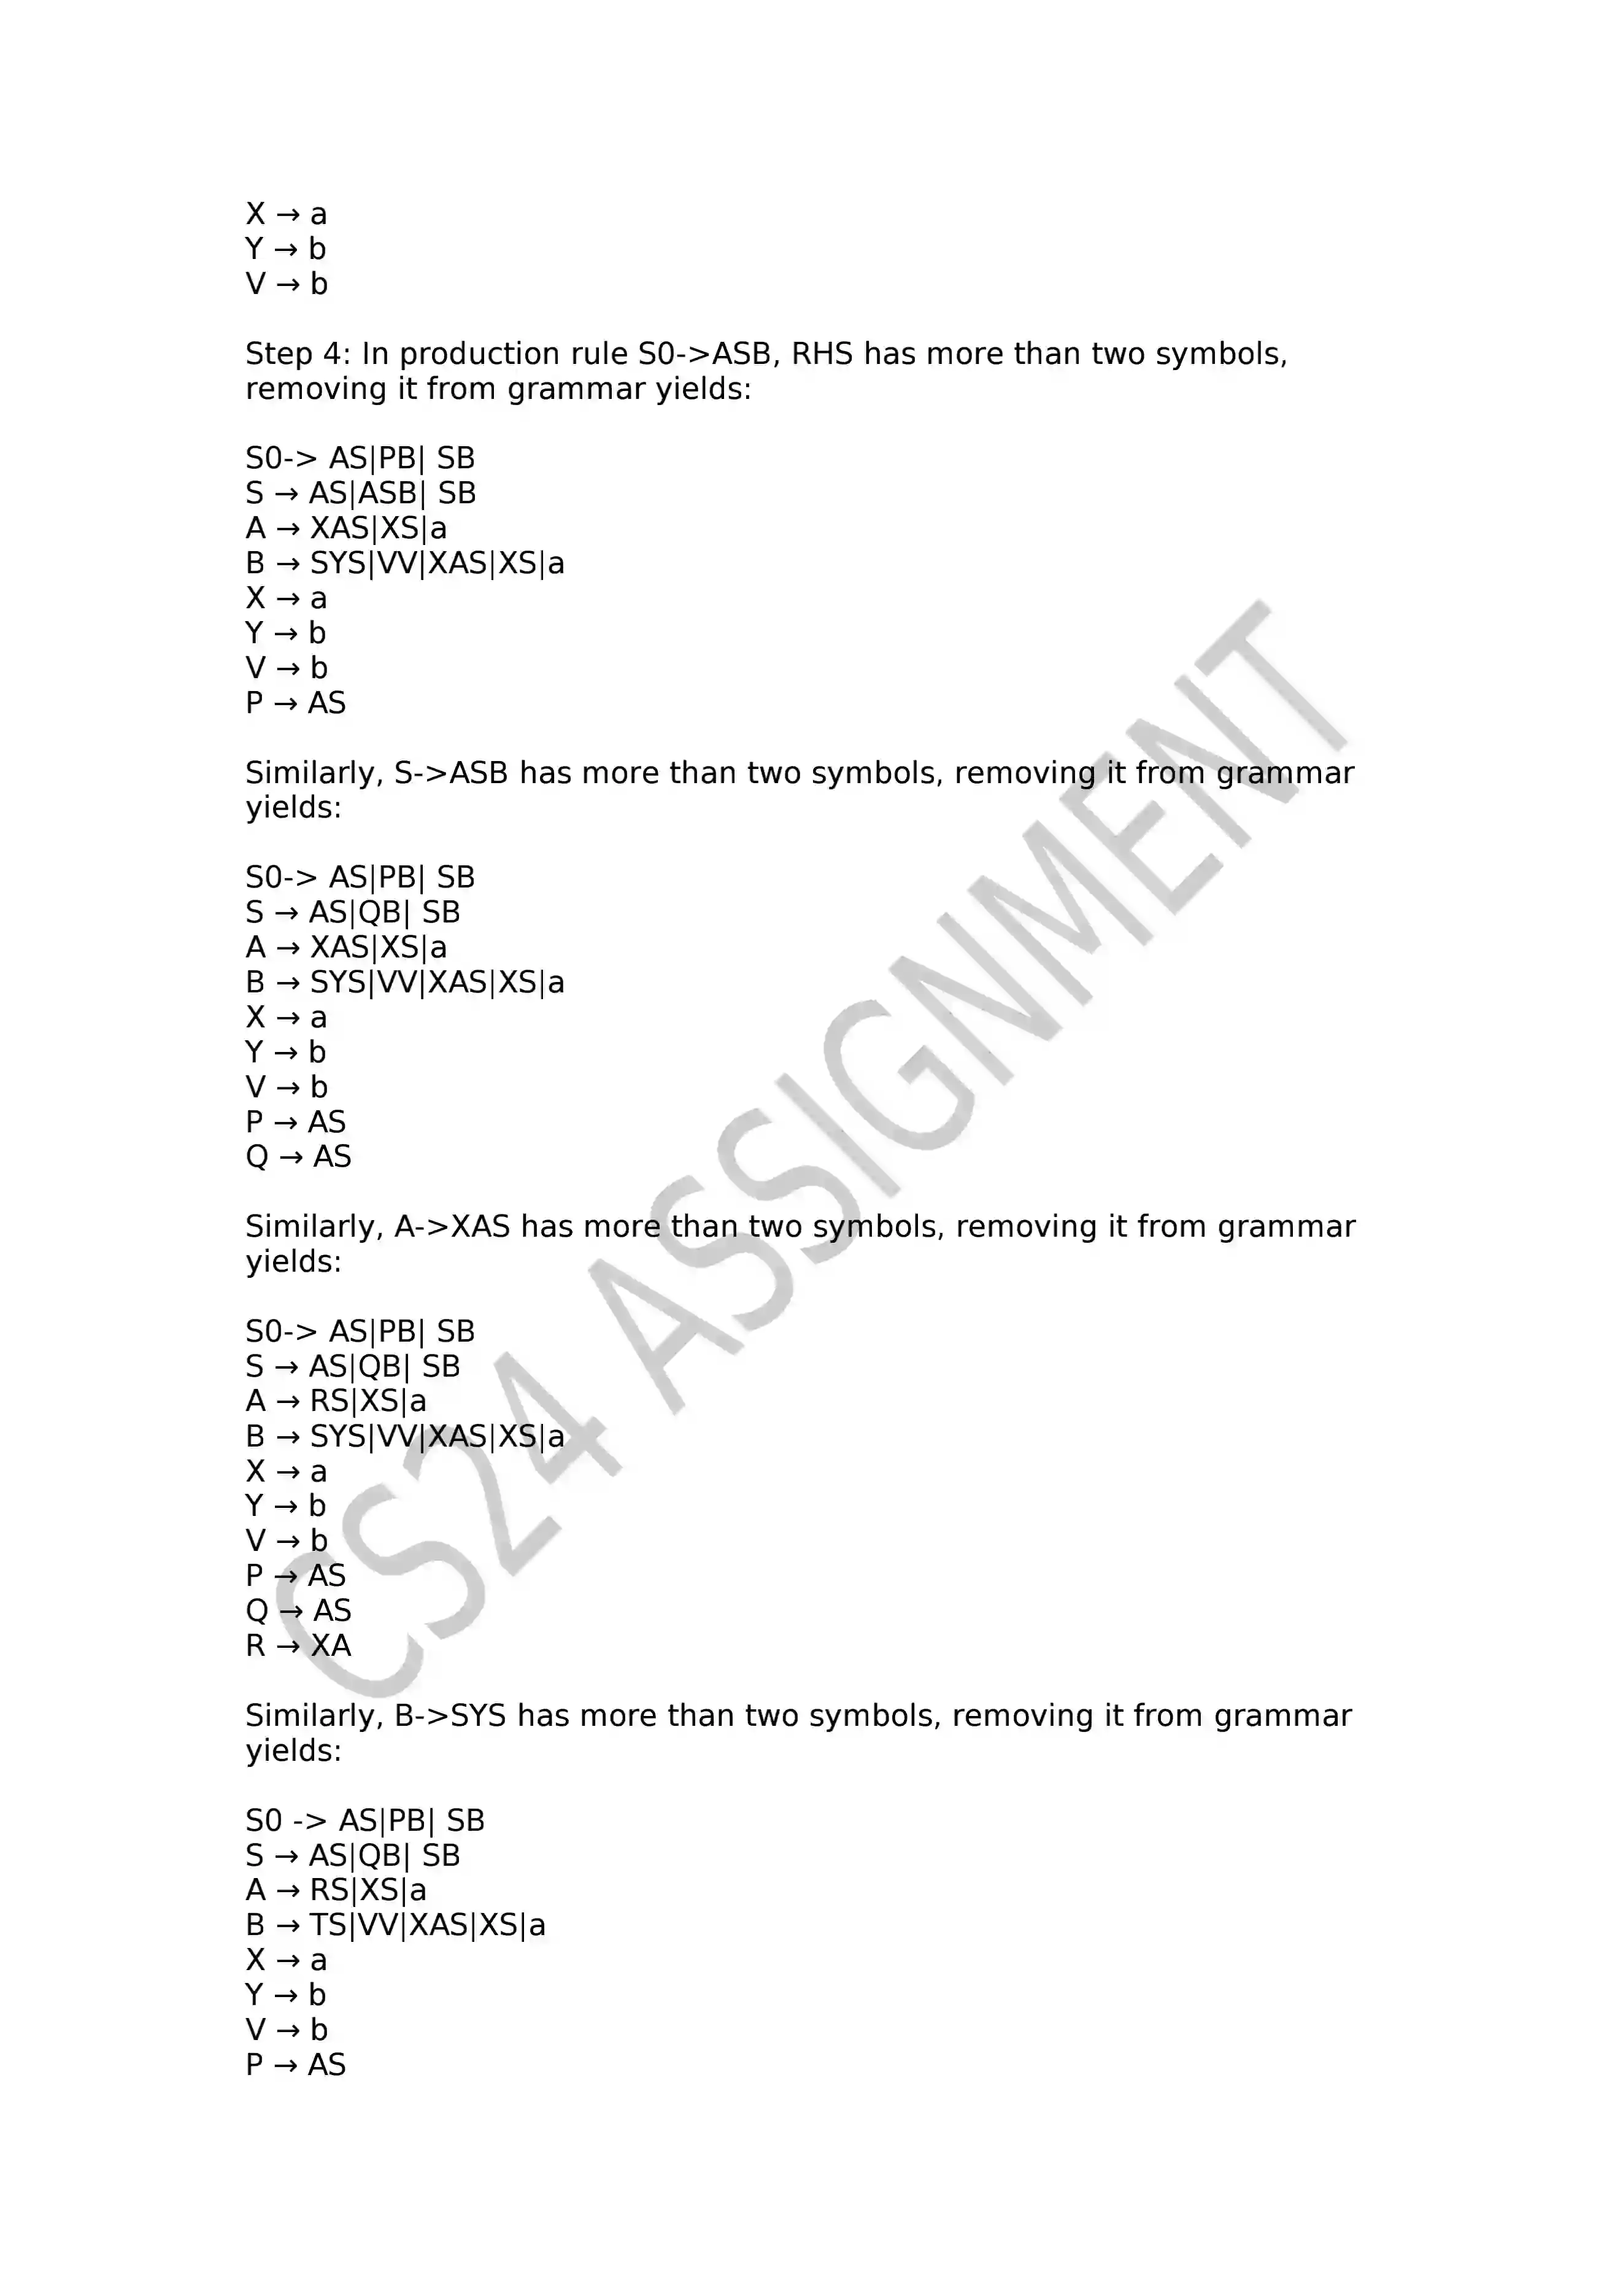 X → a
Y → b
V → b
Step 4: In production rule S0->ASB, RHS has more than two symbols,
removing it from grammar yields:
S0-> AS|PB| SB
S → AS|ASB| SB
A → XAS|XS|a
B → SYS|VV|XAS|XS|a
X → a
Y → b
V → b
P → AS
Similarly, S->ASB has more than two symbols, removing it from grammar
yields:
S0-> AS|PB| SB
S → AS|QB| SB
A → XAS|XS|a
B → SYS|VV|XAS|XS|a
X → a
Y → b
V → b
P → AS
Q → AS
Similarly, A->XAS has more than two symbols, removing it from grammar
yields:
S0-> AS|PB| SB
S → AS|QB| SB
A → RS|XS|a
B → SYS|VV|XAS|XS|a
X → a
Y → b
V → b
P → AS
Q → AS
R → XA
Similarly, B->SYS has more than two symbols, removing it from grammar
yields:
S0 -> AS|PB| SB
S → AS|QB| SB
A → RS|XS|a
B → TS|VV|XAS|XS|a
X → a
Y → b
V → b
P → AS
CS24 ASSIGNMENT